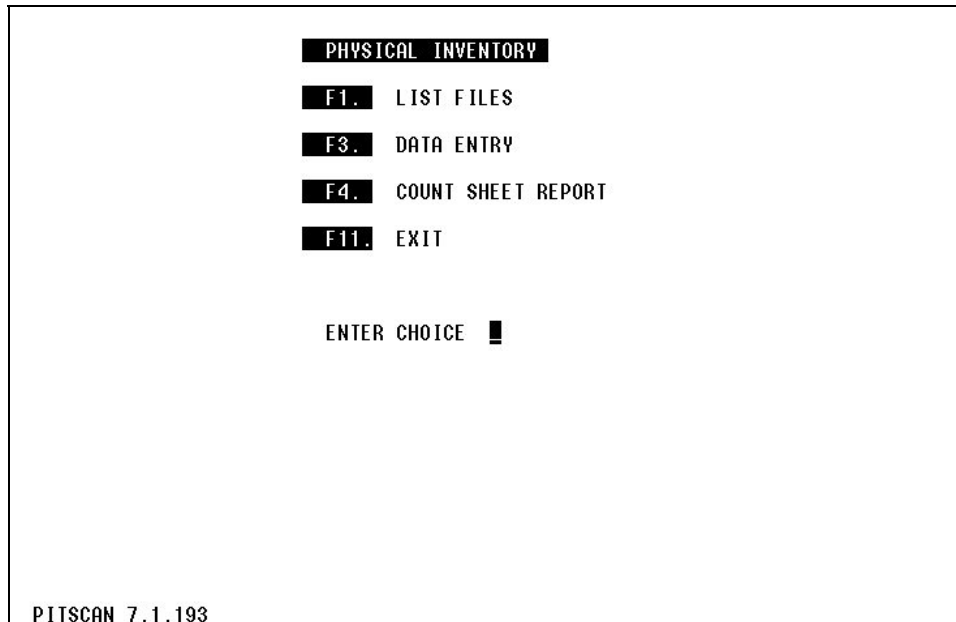 PHYSICAL INVENTORY
F1. LIST FILES
F3. DATA ENTRY
F4. COUNT SHEET REPORT
F11. EXIT
ENTER CHOICE
PITSCAN 7.1.193